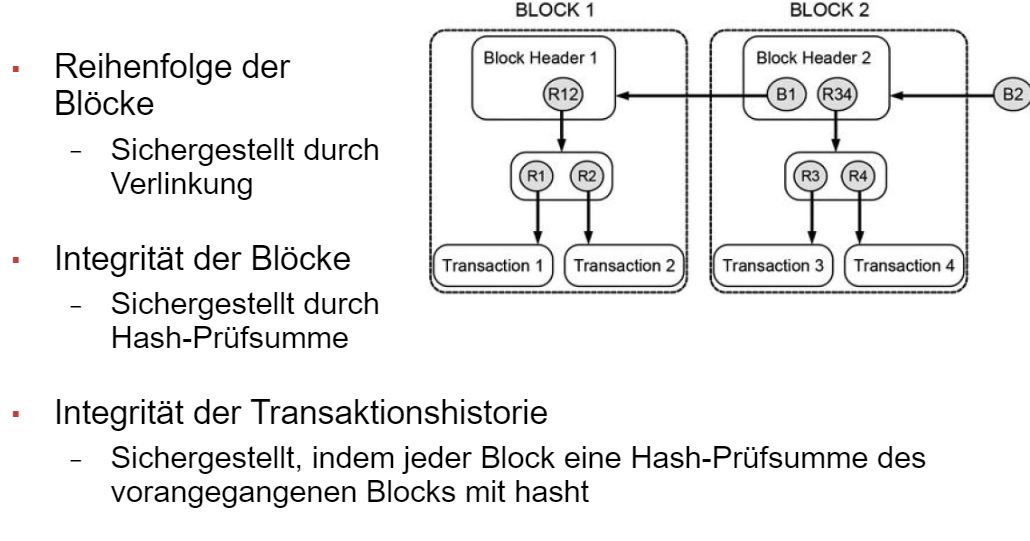 ▪ Reihenfolge der
Blöcke
– Sichergestellt durch
Verlinkung
▪ Integrität der Blöcke
– Sichergestellt durch
Hash-Prüfsumme
▪ Integrität der Transaktionshistorie
– Sichergestellt, indem jeder Block eine Hash-Prüfsumme des
vorangegangenen Blocks mit hasht
BLOCK 1
Block Header 1
R12
R1 R2
Transaction 1 Transaction 2
BLOCK 2
Block Header 2
B1 R34
R3 R4
Transaction 3 Transaction 4
B2